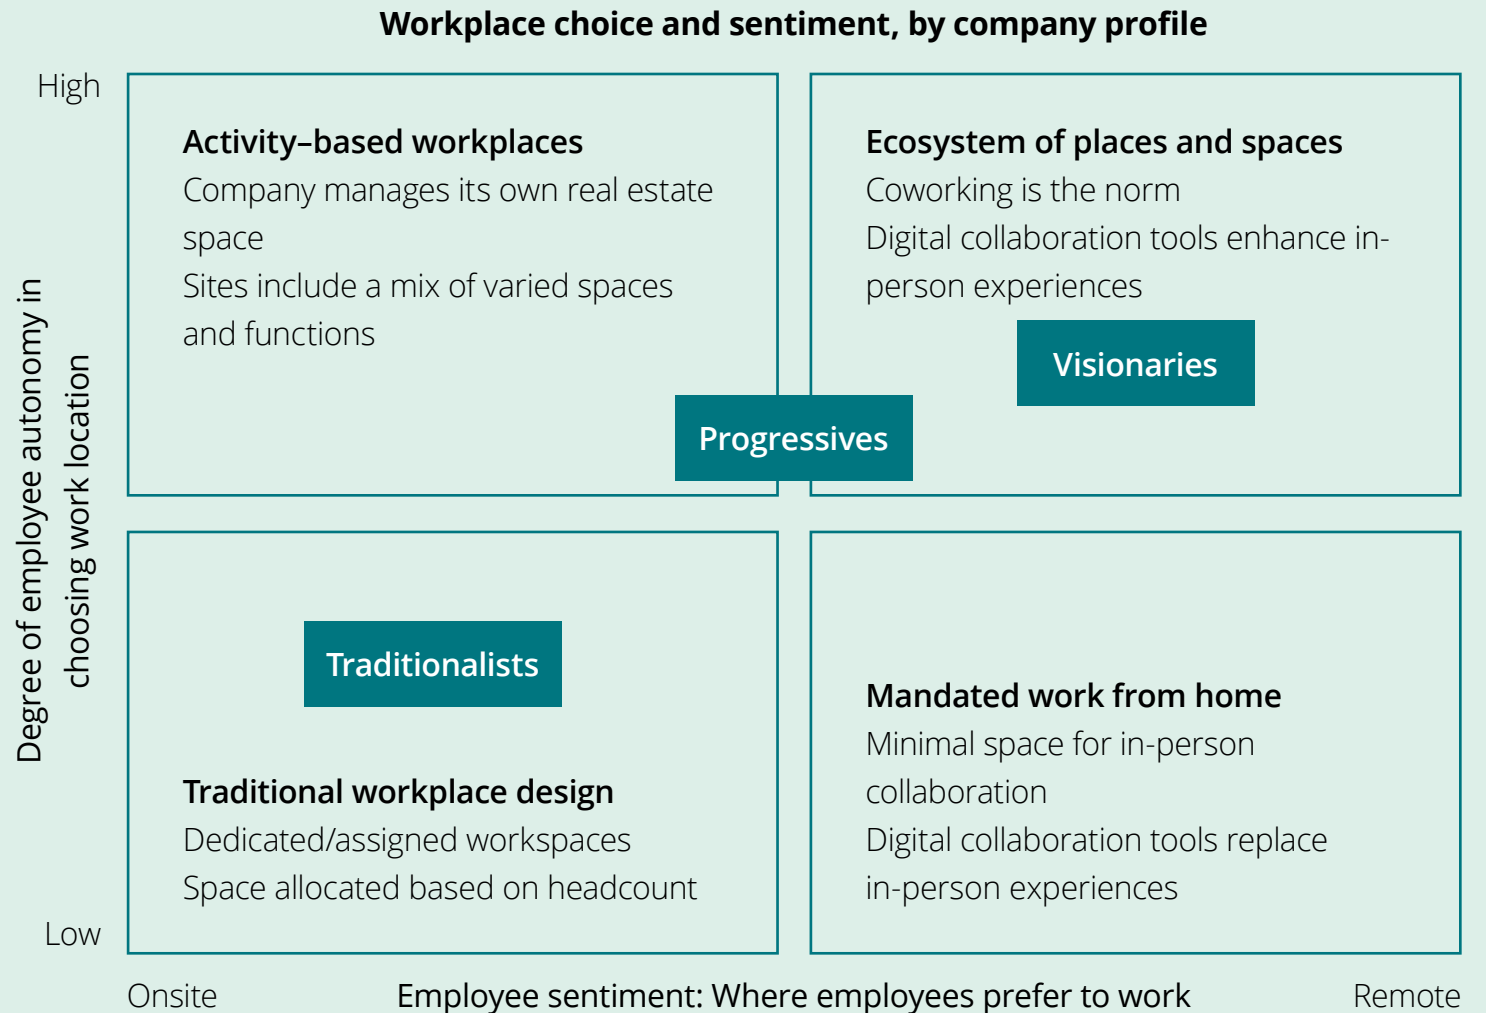 Workplace choice and sentiment, by company profile
High
Degree of employee autonomy in
choosing work location
Activity–based workplaces
Company manages its own real estate
space
Sites include a mix of varied spaces
and functions
Ecosystem of places and spaces
Coworking is the norm
Digital collaboration tools enhance in-
person experiences
Visionaries
Progressives
Traditionalists
Traditional workplace design
Dedicated/assigned workspaces
Space allocated based on headcount
Mandated work from home
Minimal space for in-person
collaboration
Digital collaboration tools replace
in-person experiences
Low
Onsite
Employee sentiment: Where employees prefer to work
Remote